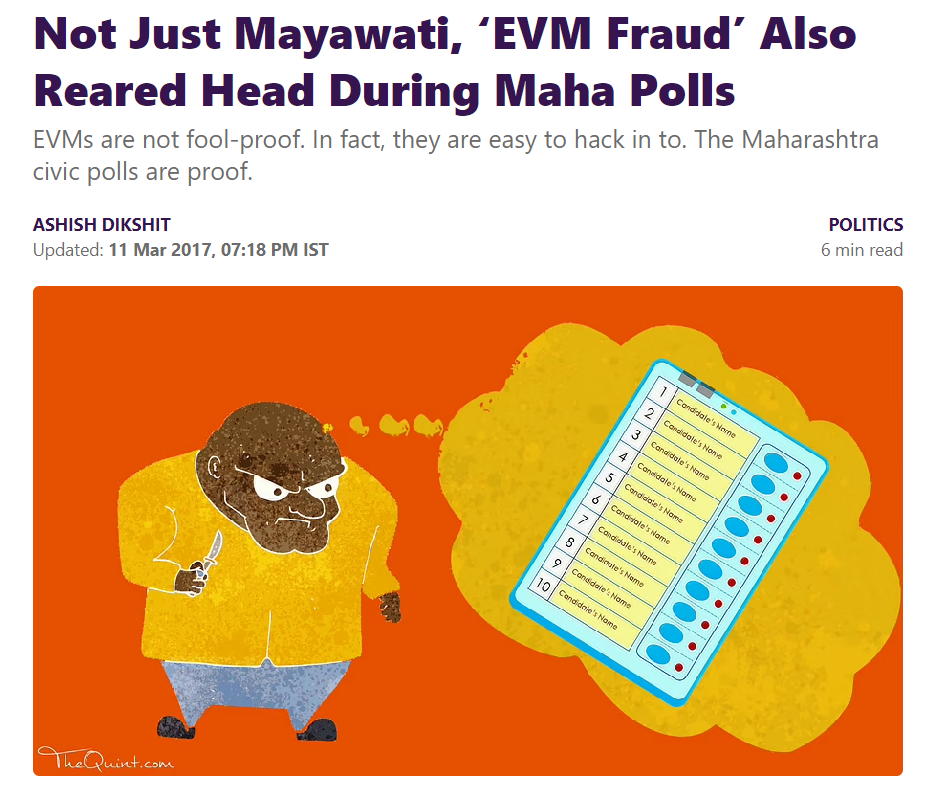 Not Just Mayawati, ‘EVM Fraud’ Also
Reared Head During Maha Polls
EVMs are not fool-proof. In fact, they are easy to hack in to. The Maharashtra
civic polls are proof.
ASHISH DIKSHIT
POLITICS
Updated: 11 Mar 2017, 07:18 PM IST
6 min read
1 Candidate's Name
2 Candidate's Name
3 Candidate's Name
4 Candidate's Name
5 Candidate's Name
6 Candidate's Name
7 Candidate's Name
8 Candidate's Name
9 Candidate's Name
10 Candidate's Name
TheQuint.com